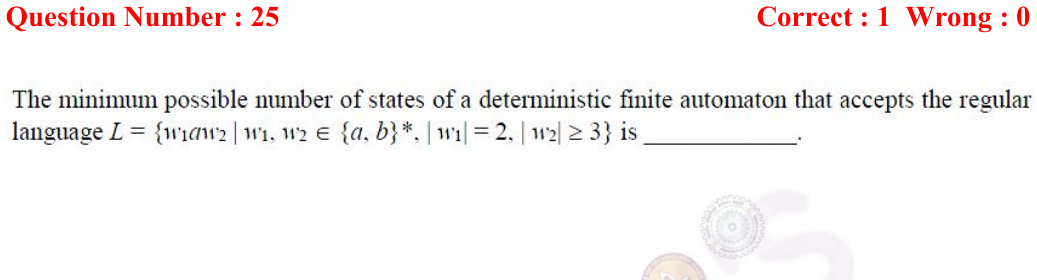 Question Number : 25 Correct : 1 Wrong : 0
The minimum possible number of states of a deterministic finite automaton that accepts the regular
language L = {w₁aw₂ | w₁, w₂ ∈ {a, b}*, | w₁| = 2, | w₂| ≥ 3} is ____________.